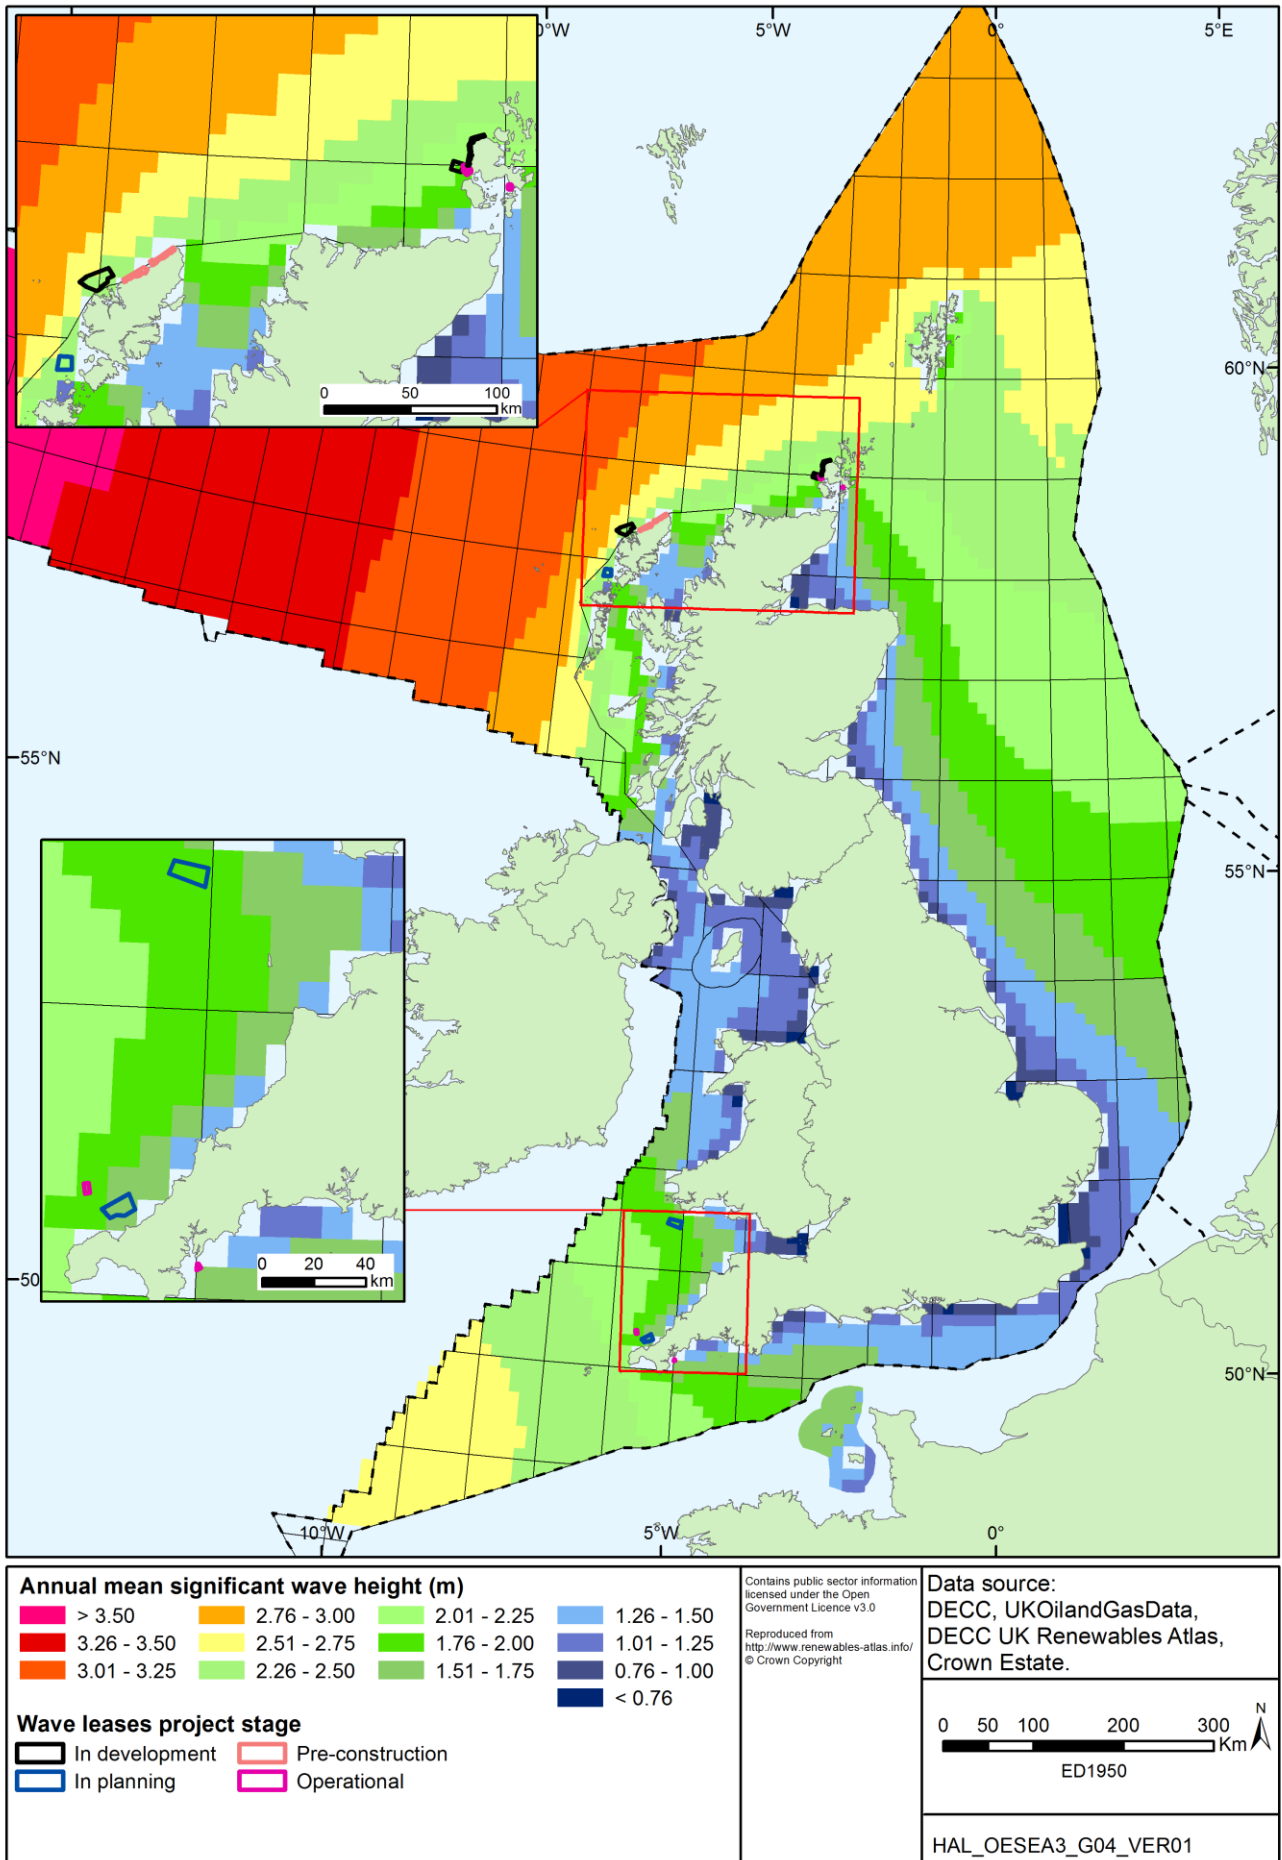 0°W
5°W
0°
5°E
60°N
0
50
100
km
55°N
55°N
0
20
40
km
50
50°N
10°W
5°W
0°
Annual mean significant wave height (m)
> 3.50
2.76 - 3.00
2.01 - 2.25
1.26 - 1.50
3.26 - 3.50
2.51 - 2.75
1.76 - 2.00
1.01 - 1.25
3.01 - 3.25
2.26 - 2.50
1.51 - 1.75
0.76 - 1.00
< 0.76
Wave leases project stage
In development
Pre-construction
In planning
Operational
Contains public sector information
licensed under the Open
Government Licence v3.0
Reproduced from
http://www.renewables-atlas.info/
© Crown Copyright
Data source:
DECC, UKOilandGasData,
DECC UK Renewables Atlas,
Crown Estate.
0 50 100 200 300
Km
N
ED1950
HAL_OESEA3_G04_VER01